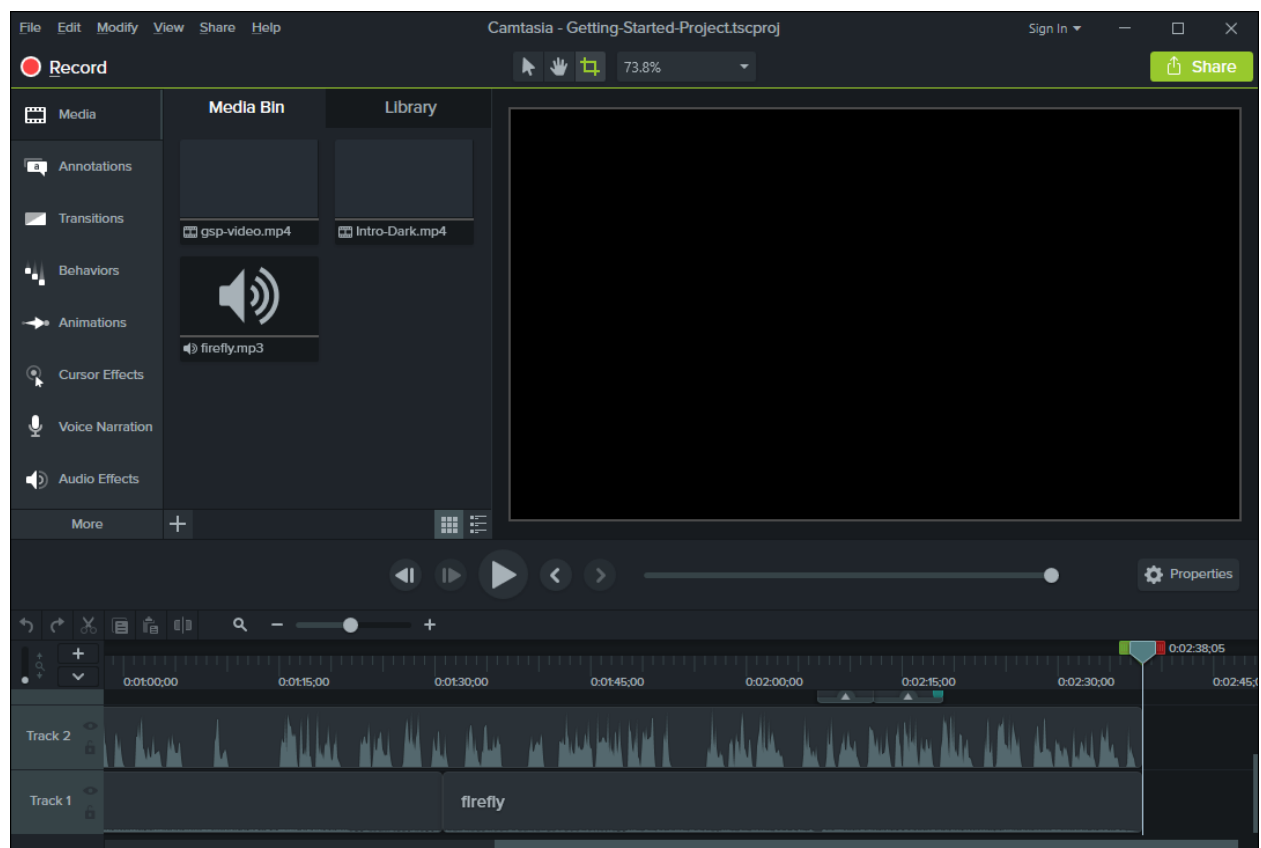 File Edit Modify View Share Help Camtasia - Getting-Started-Project.tscproj Sign In
Record 73.8% Share
Media
Media Bin Library
Annotations
Transitions
gsp-video.mp4 Intro-Dark.mp4
Behaviors
Animations
firefly.mp3
Cursor Effects
Voice Narration
Audio Effects
More
Properties
0:02:38;05
0:01:00;00 0:01:15;00 0:01:30;00 0:01:45;00 0:02:00;00 0:02:15;00 0:02:30;00 0:02:45;
Track 2
Track 1 firefly